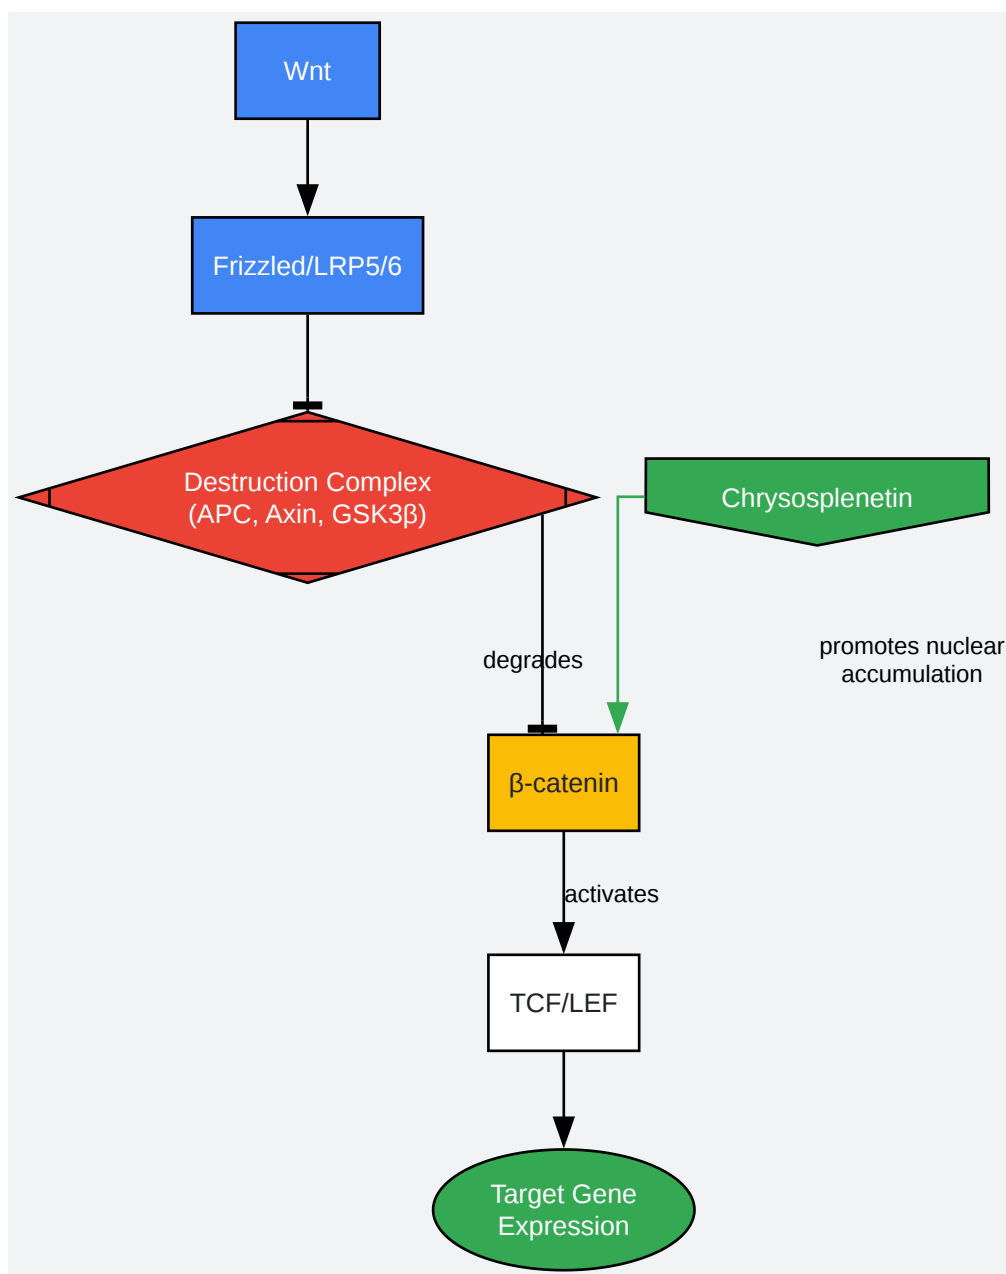 Wnt
Frizzled/LRP5/6
Destruction Complex
(APC, Axin, GSK3β)
Chrysosplenetin
degrades
promotes nuclear
accumulation
β-catenin
activates
TCF/LEF
Target Gene
Expression